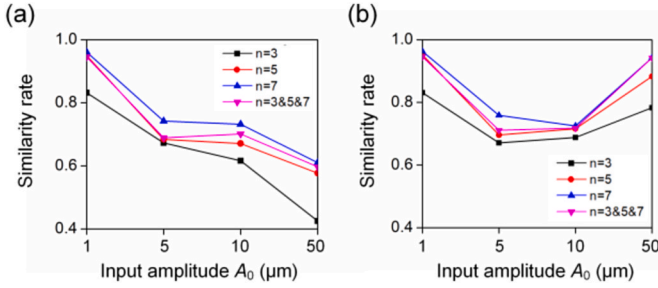 (a)
1.0
0.8
0.6
0.4
Similarity rate
n=3
n=5
n=7
n=3&5&7
1 5 10 50
Input amplitude A₀ (μm)
(b)
1.0
0.8
0.6
0.4
Similarity rate
n=3
n=5
n=7
n=3&5&7
1 5 10 50
Input amplitude A₀ (μm)